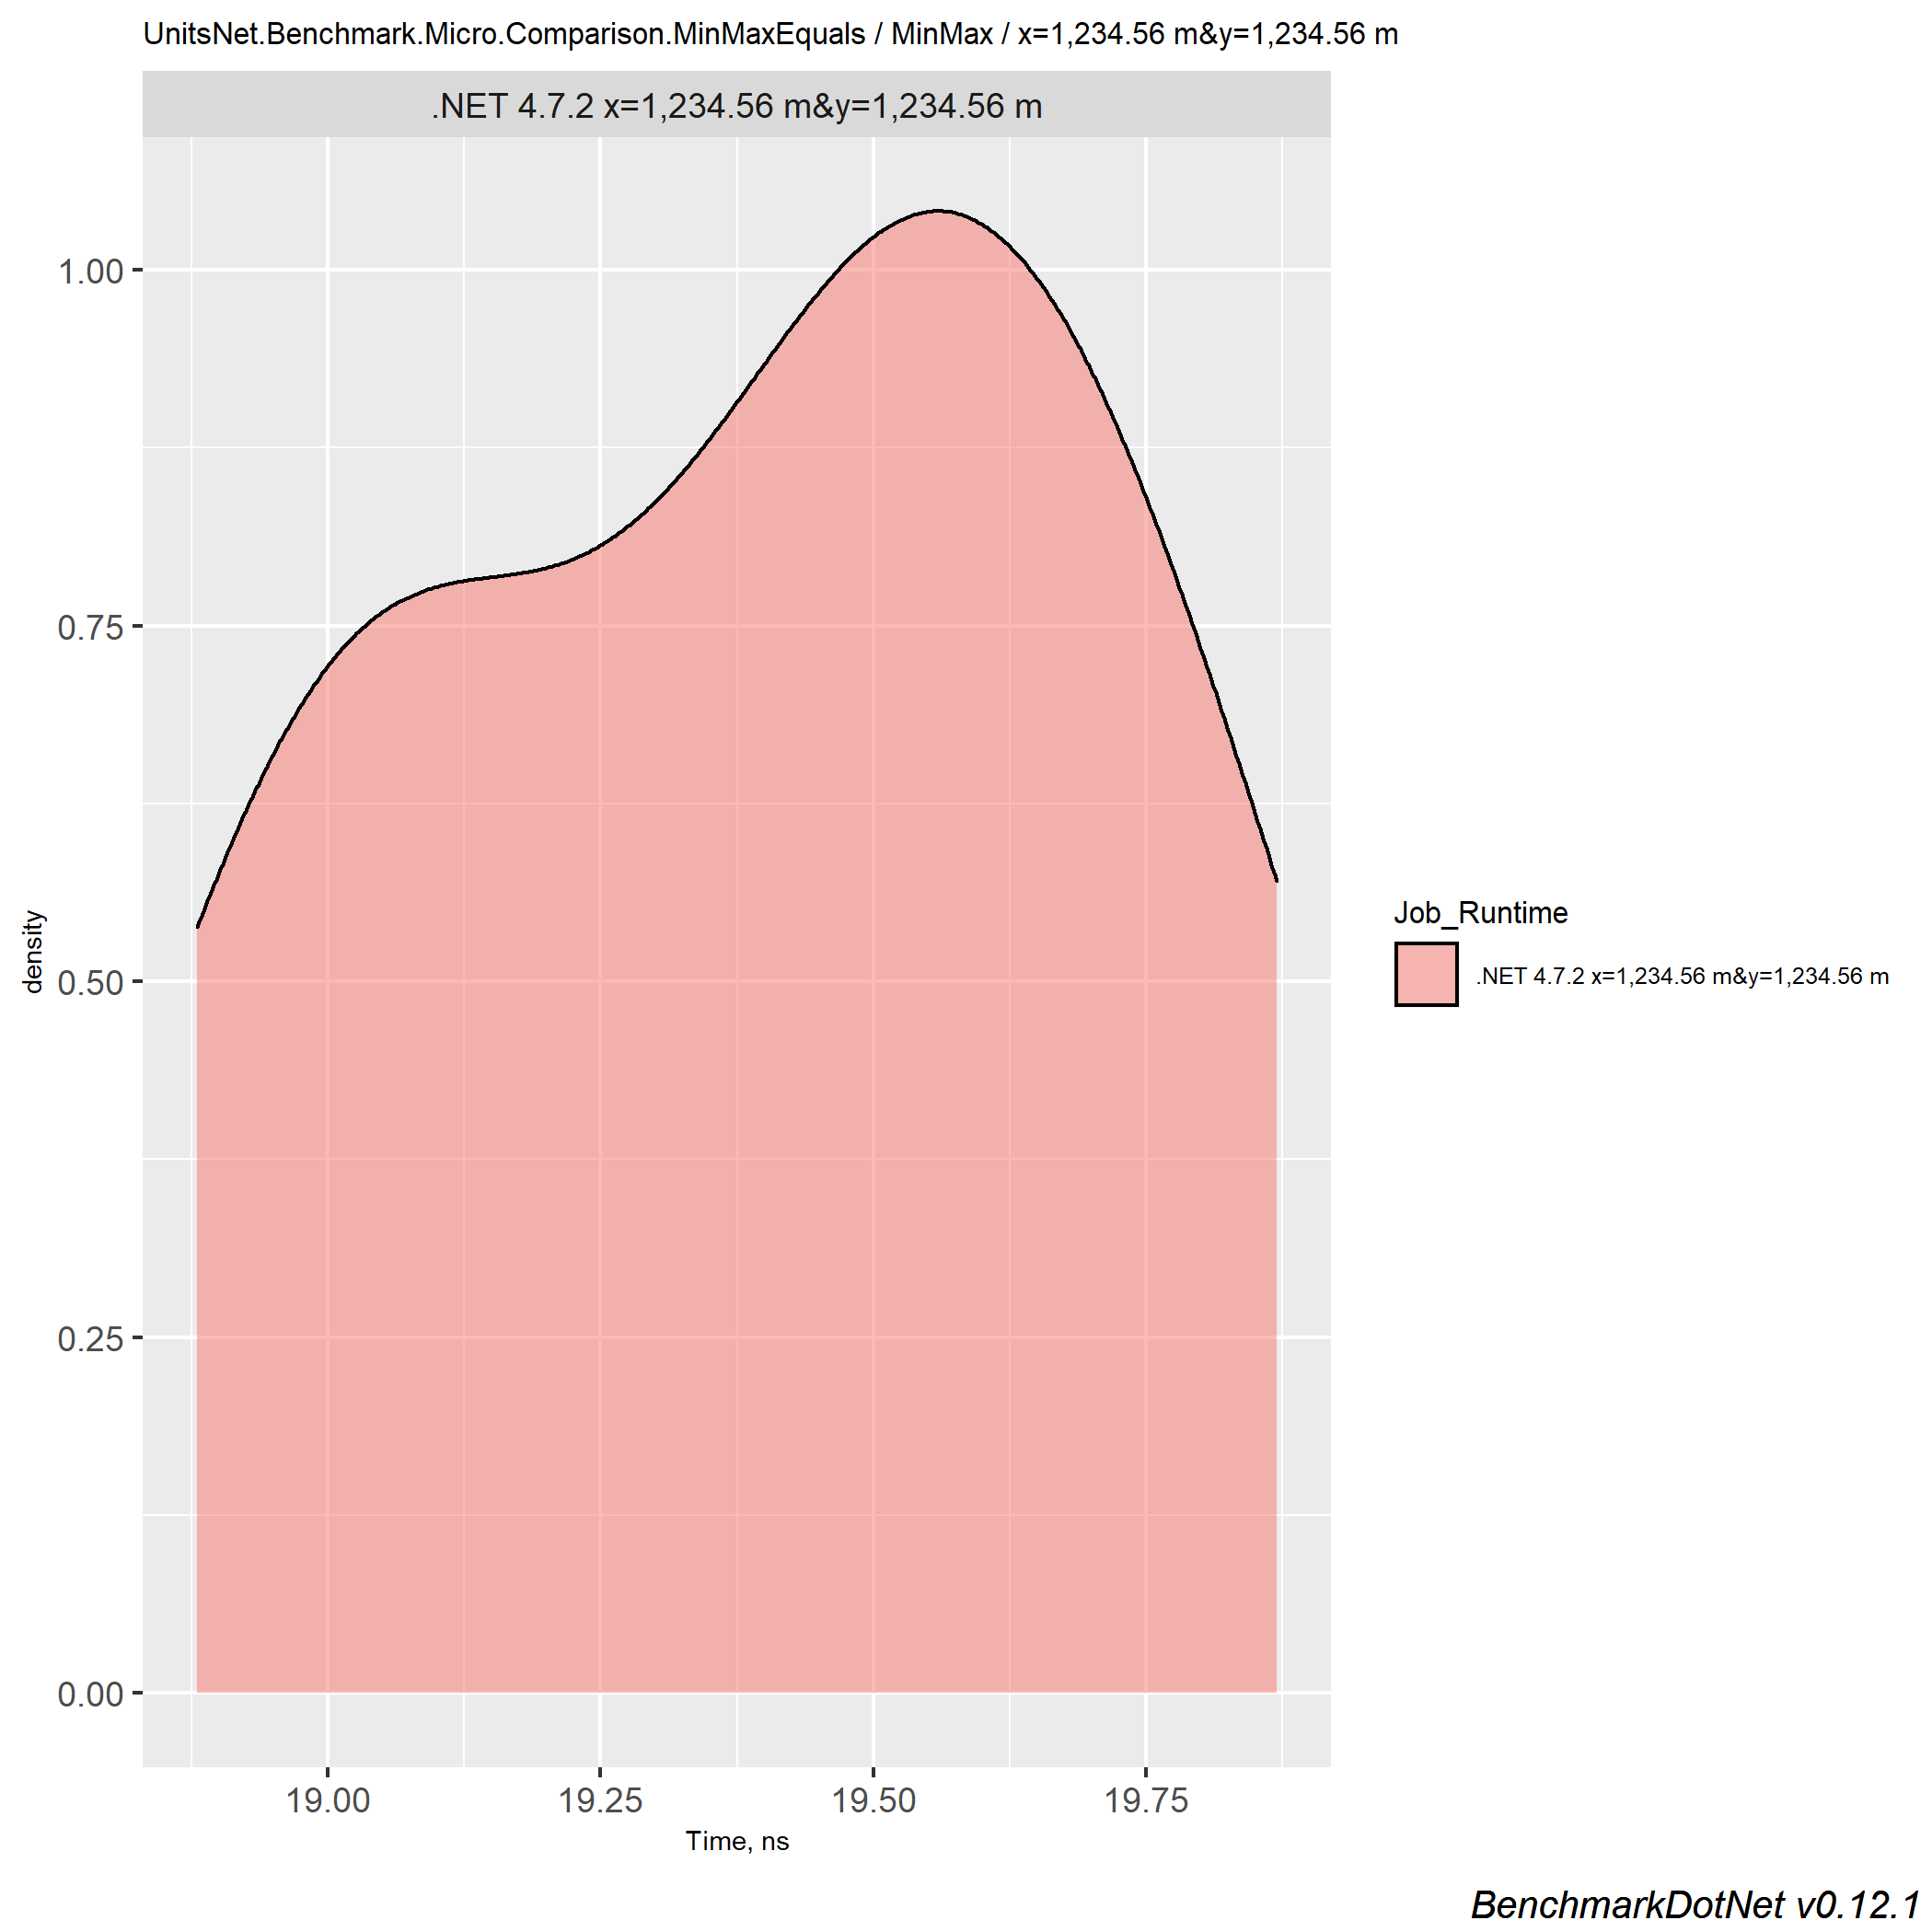 UnitsNet.Benchmark.Micro.Comparison.MinMaxEquals / MinMax / x=1,234.56 m&y=1,234.56 m
.NET 4.7.2 x=1,234.56 m&y=1,234.56 m
1.00
0.75
0.50
0.25
0.00
density
19.00 19.25 19.50 19.75
Time, ns
Job_Runtime
.NET 4.7.2 x=1,234.56 m&y=1,234.56 m
BenchmarkDotNet v0.12.1